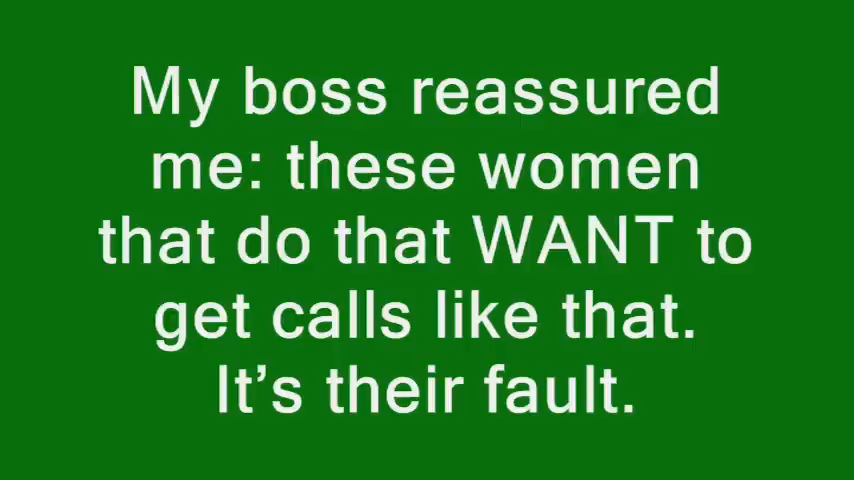 My boss reassured
me: these women
that do that WANT to
get calls like that.
It’s their fault.